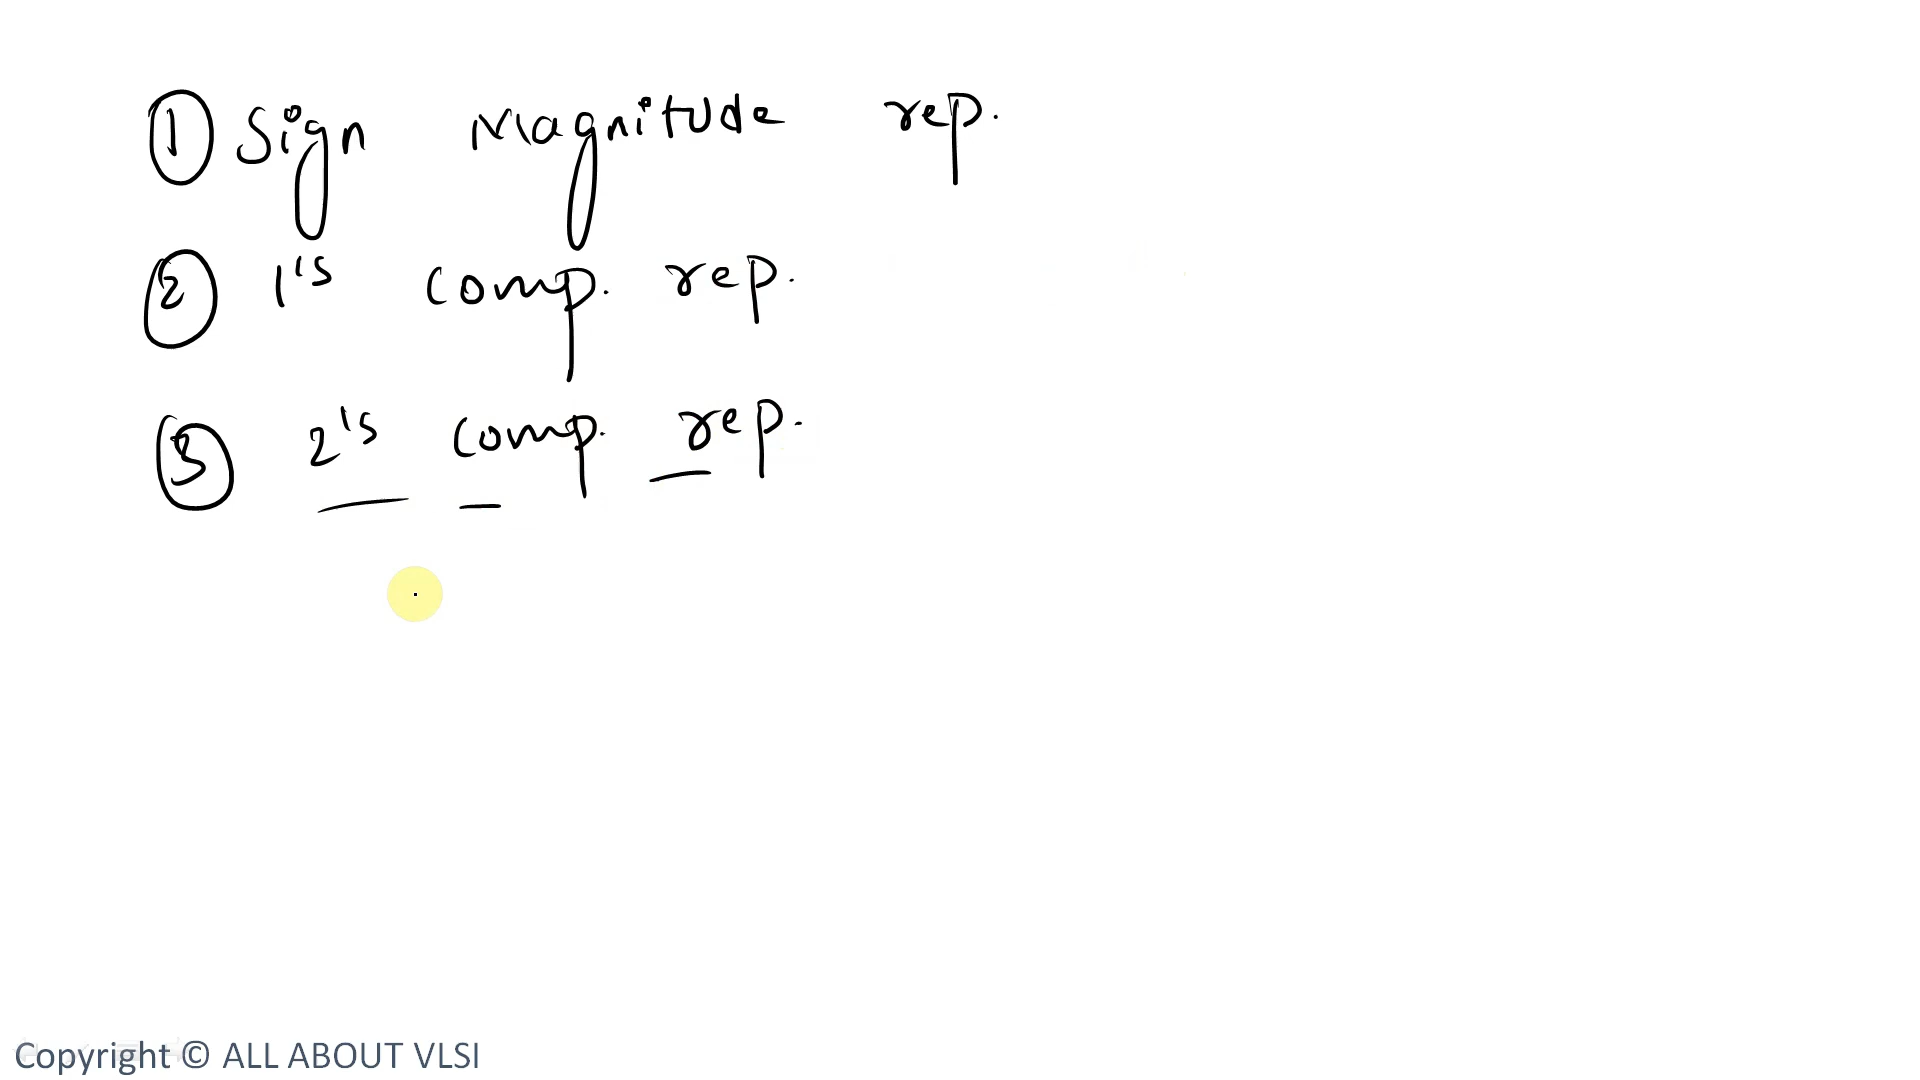 ① Sign Magnitude rep.
② 1's comp. rep.
③ 2's comp. rep.
Copyright © ALL ABOUT VLSI